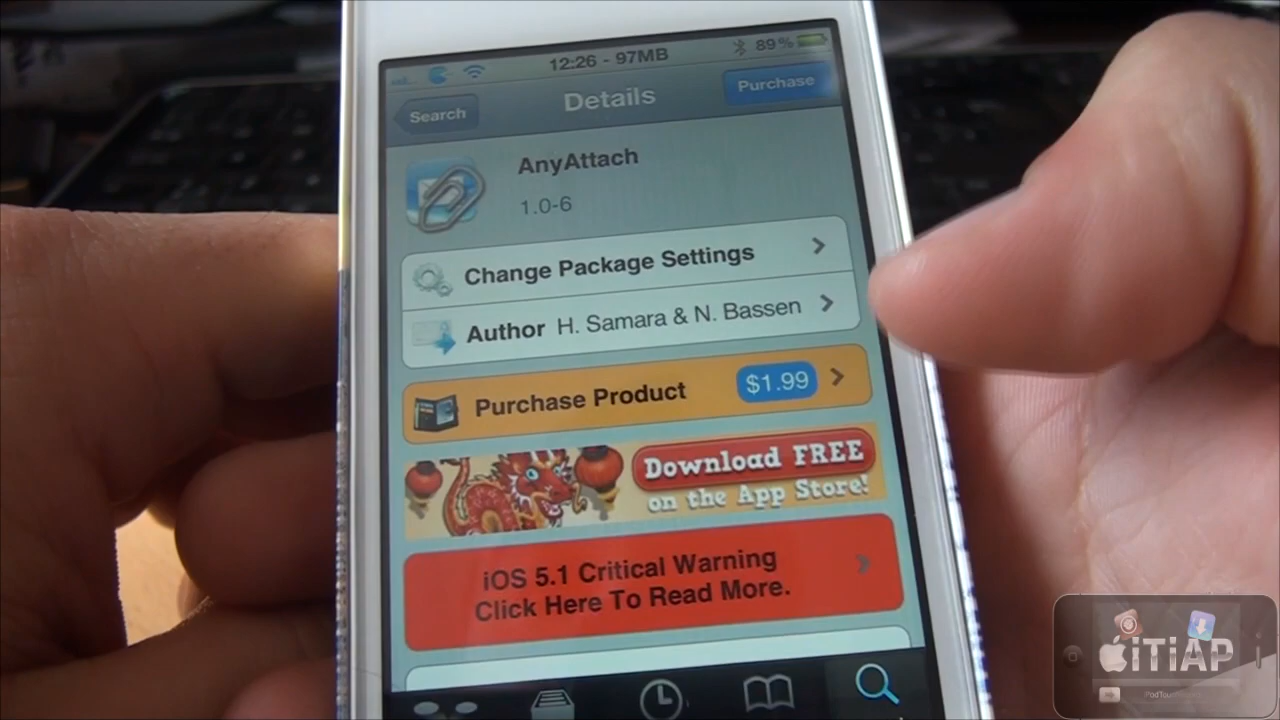 12:26 - 97MB
89%
Search
Details
Purchase
AnyAttach
1.0-6
Change Package Settings
Author H. Samara & N. Bassen
Purchase Product $1.99
Download FREE
on the App Store!
iOS 5.1 Critical Warning
Click Here To Read More.
iTiAP